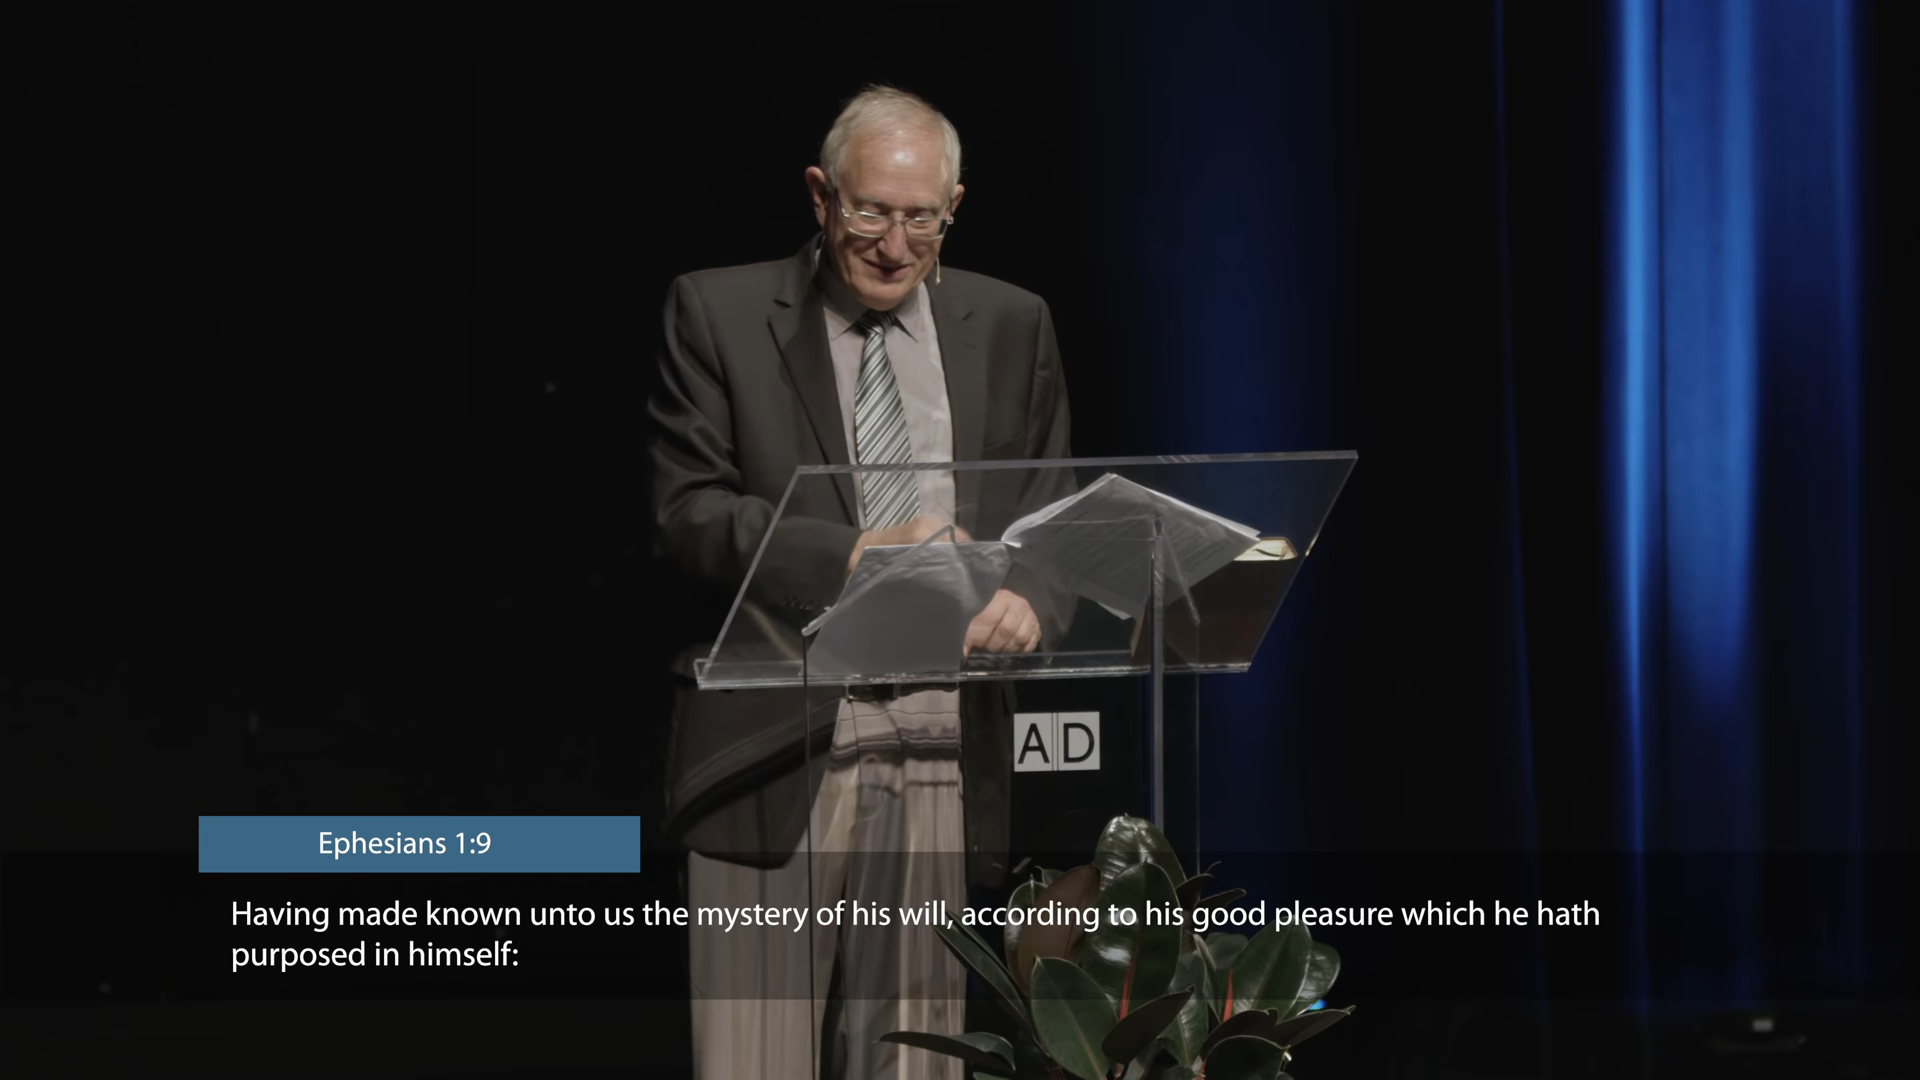 A D
Ephesians 1:9
Having made known unto us the mystery of his will, according to his good pleasure which he hath
purposed in himself: